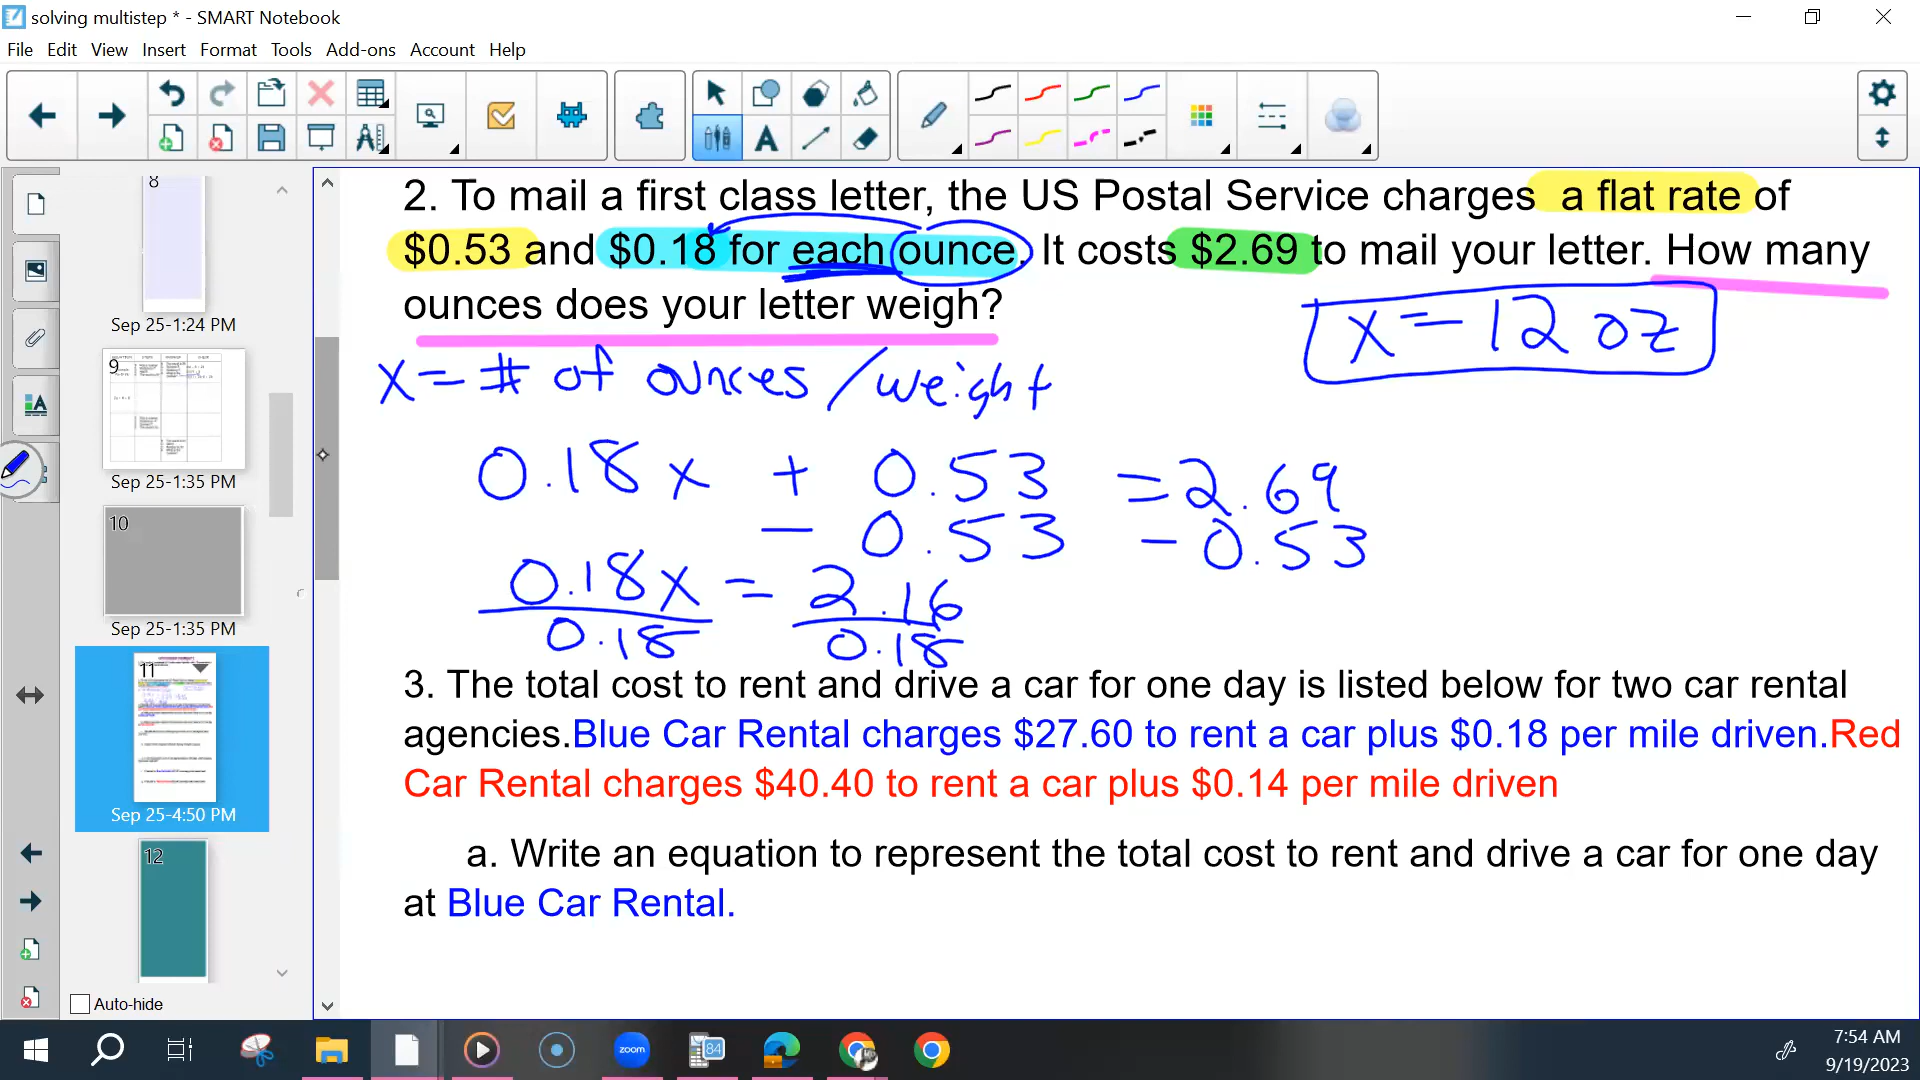 solving multistep * - SMART Notebook
File Edit View Insert Format Tools Add-ons Account Help
8
Sep 25-1:24 PM
9
Sep 25-1:35 PM
10
Sep 25-1:35 PM
11
Sep 25-4:50 PM
12
Auto-hide
2. To mail a first class letter, the US Postal Service charges a flat rate of
$0.53 and $0.18 for each ounce. It costs $2.69 to mail your letter. How many
ounces does your letter weigh?
x = 12 oz
x = # of ounces / weight
0.18x + 0.53 = 2.69
- 0.53 - 0.53
0.18x = 2.16
0.18 0.18
3. The total cost to rent and drive a car for one day is listed below for two car rental
agencies.Blue Car Rental charges $27.60 to rent a car plus $0.18 per mile driven.Red
Car Rental charges $40.40 to rent a car plus $0.14 per mile driven
a. Write an equation to represent the total cost to rent and drive a car for one day
at Blue Car Rental.
zoom
84
7:54 AM
9/19/2023